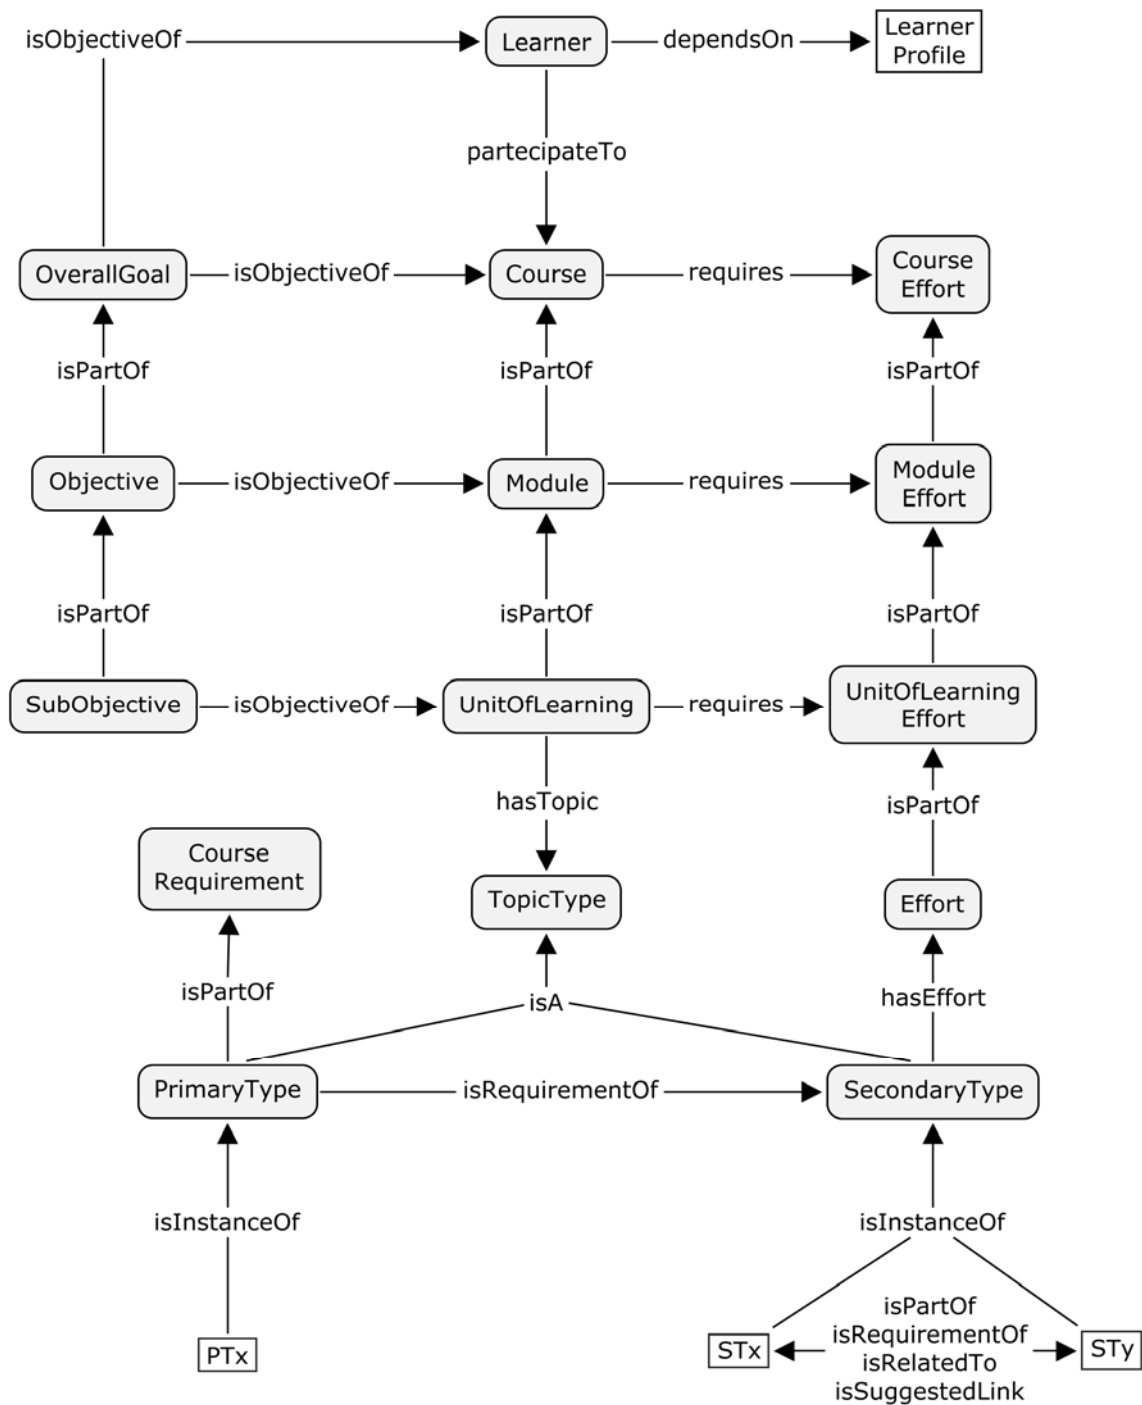 isObjectiveOf
Learner
dependsOn
Learner
Profile
partecipateTo
OverallGoal
isObjectiveOf
Course
requires
Course
Effort
isPartOf
isPartOf
isPartOf
Objective
isObjectiveOf
Module
requires
Module
Effort
isPartOf
isPartOf
isPartOf
SubObjective
isObjectiveOf
UnitOfLearning
requires
UnitOfLearning
Effort
hasTopic
isPartOf
Course
Requirement
TopicType
Effort
isPartOf
isA
hasEffort
PrimaryType
isRequirementOf
SecondaryType
isInstanceOf
isInstanceOf
PTx
STx
isPartOf
isRequirementOf
isRelatedTo
isSuggestedLink
STy